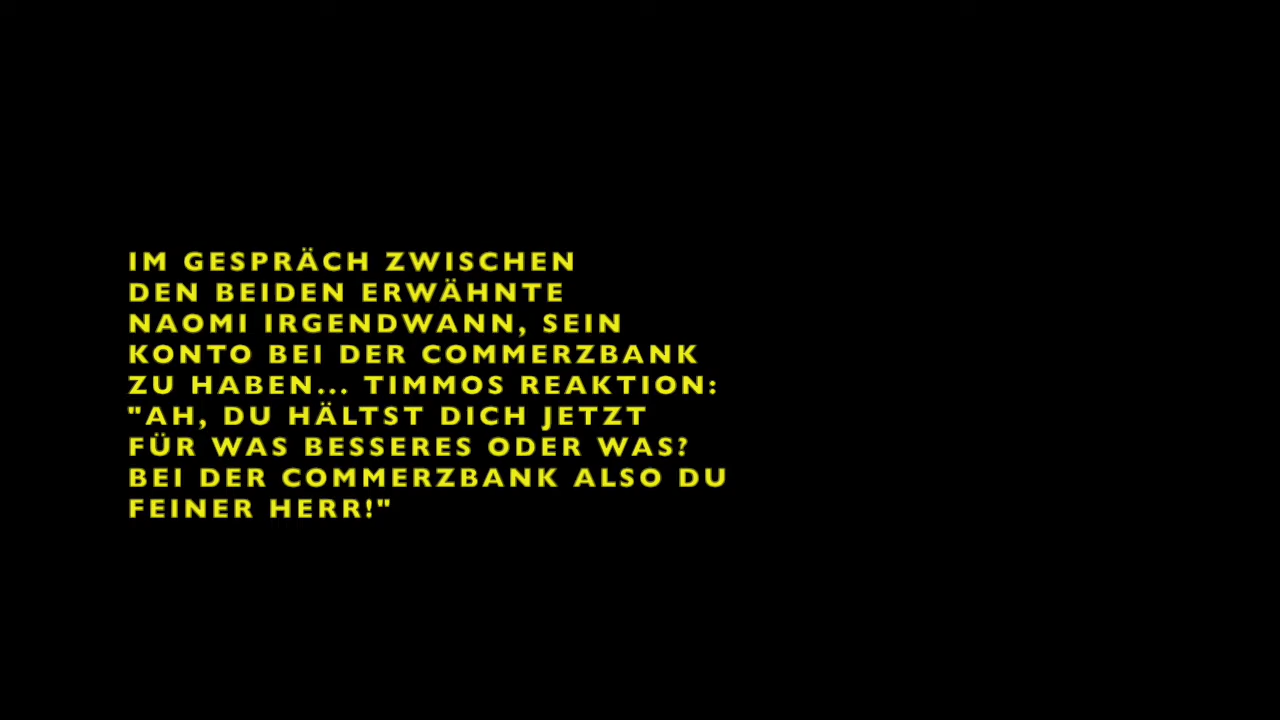 IM GESPRÄCH ZWISCHEN
DEN BEIDEN ERWÄHNTE
NAOMI IRGENDWANN, SEIN
KONTO BEI DER COMMERZBANK
ZU HABEN... TIMMOS REAKTION:
"AH, DU HÄLTST DICH JETZT
FÜR WAS BESSERES ODER WAS?
BEI DER COMMERZBANK ALSO DU
FEINER HERR!"